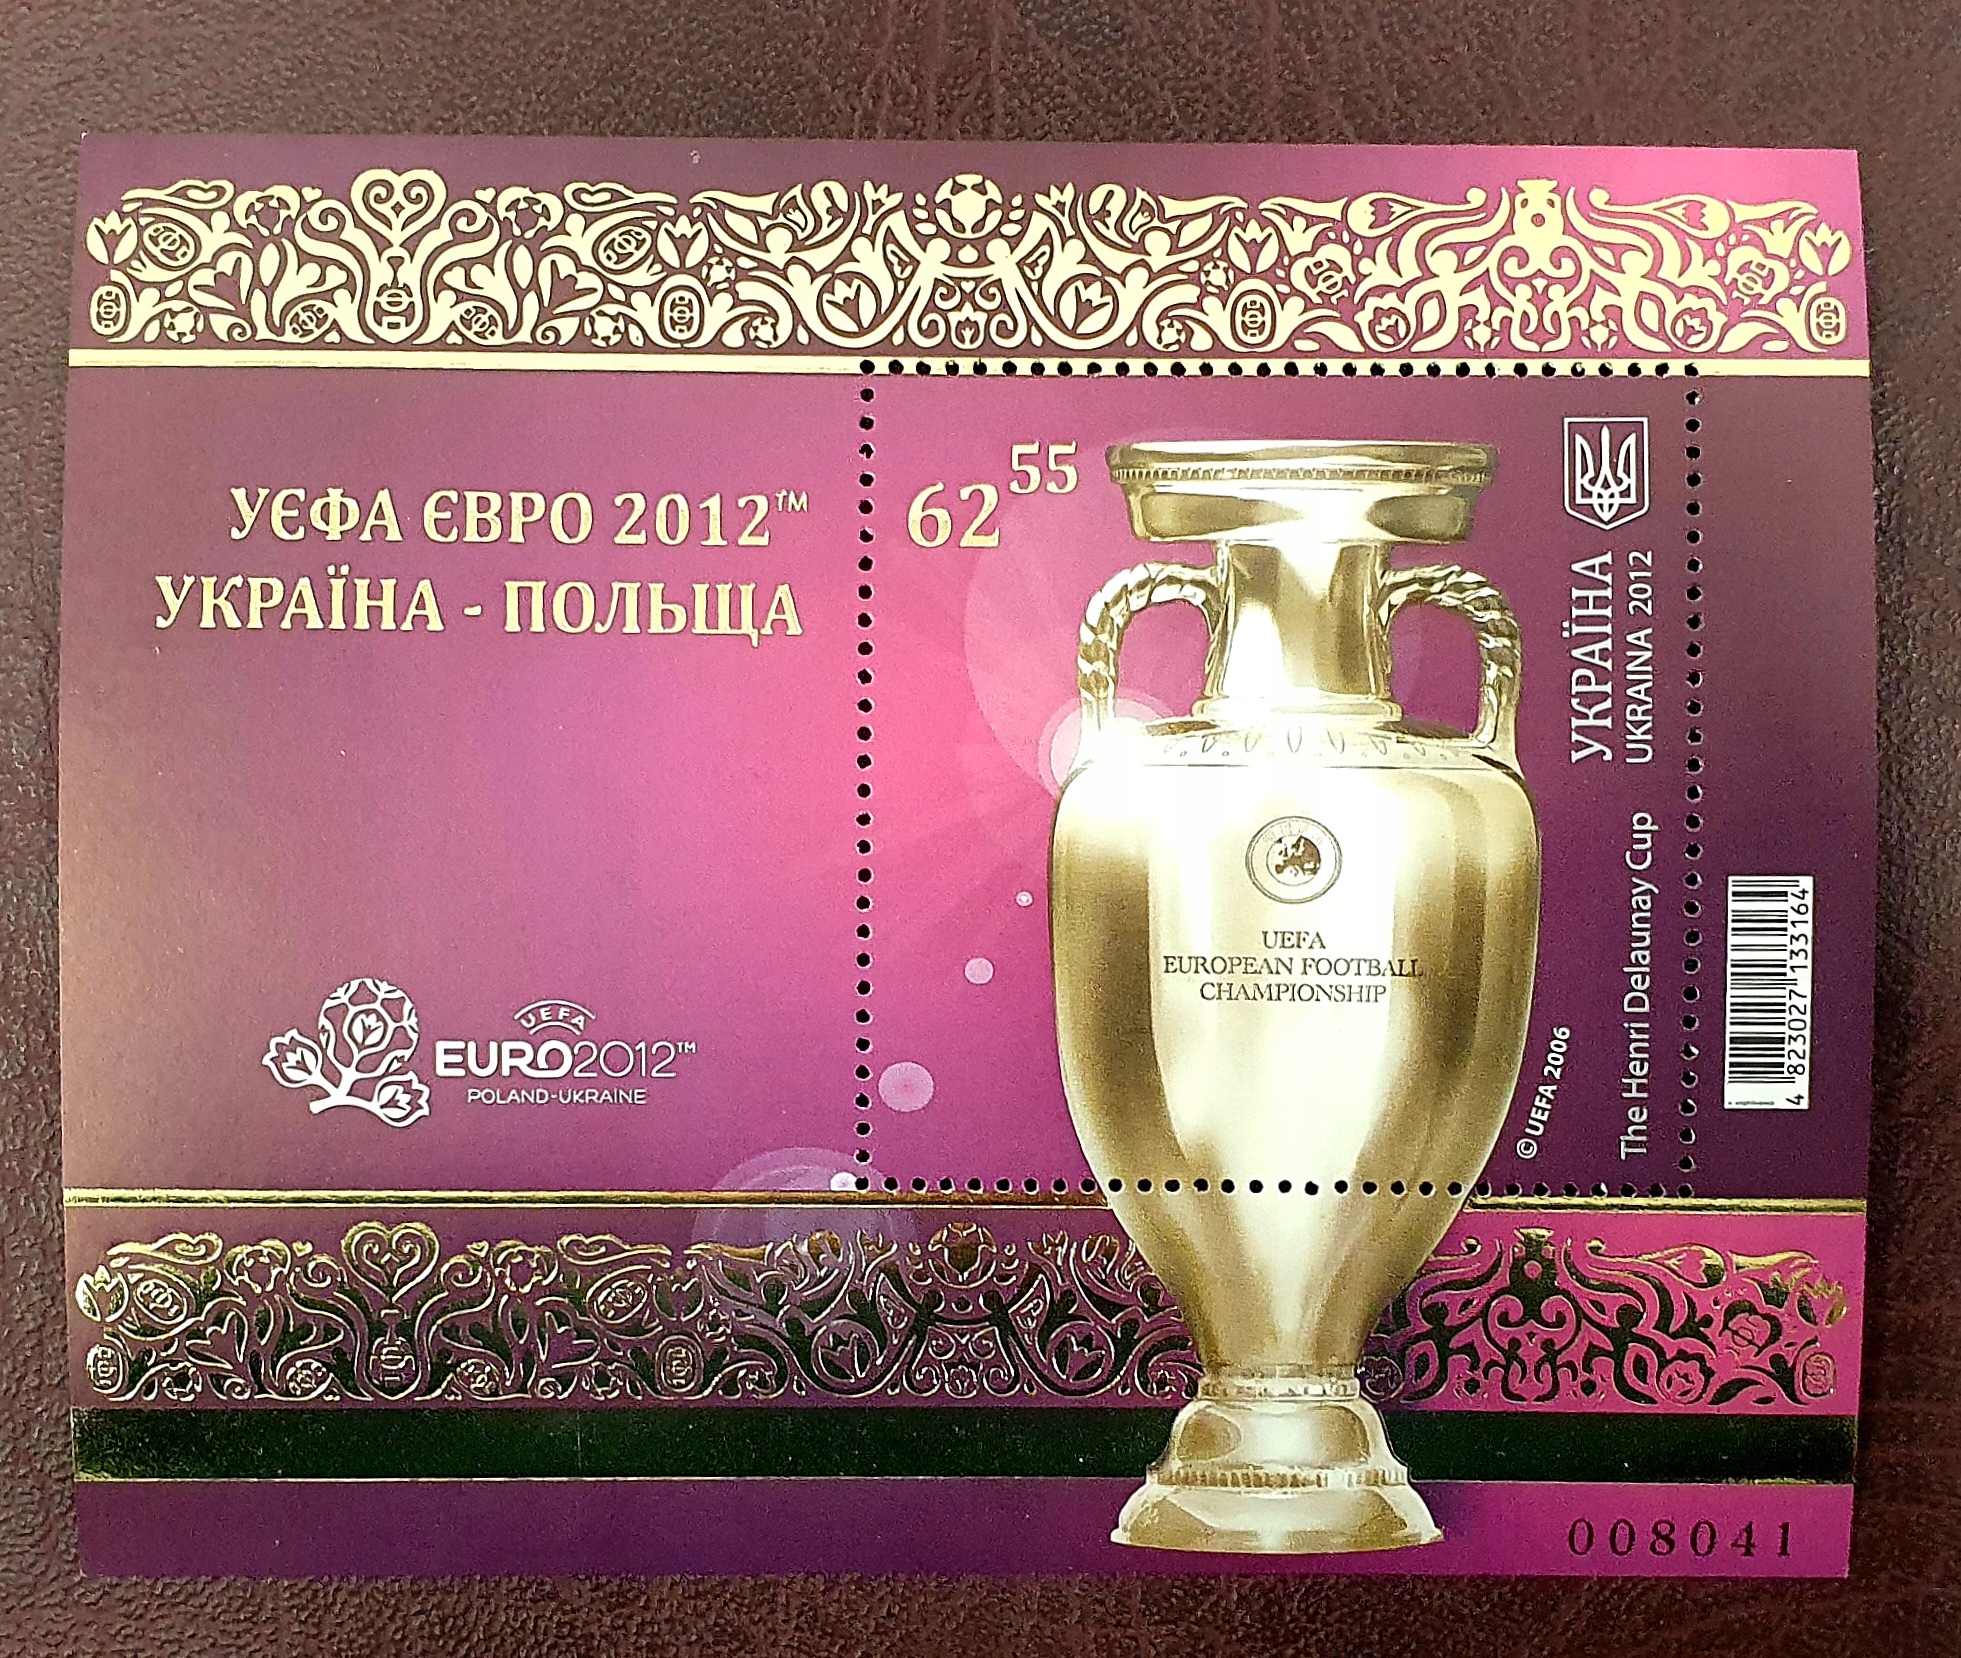 УЄФА ЄВРО 2012™
УКРАЇНА - ПОЛЬЩА
62 55
УКРАЇНА
UKRAINA 2012
The Henri Delaunay Cup
© UEFA 2006
UEFA
EUROPEAN FOOTBALL
CHAMPIONSHIP
UEFA
EURO2012™
POLAND-UKRAINE
4 823027 133164
008041